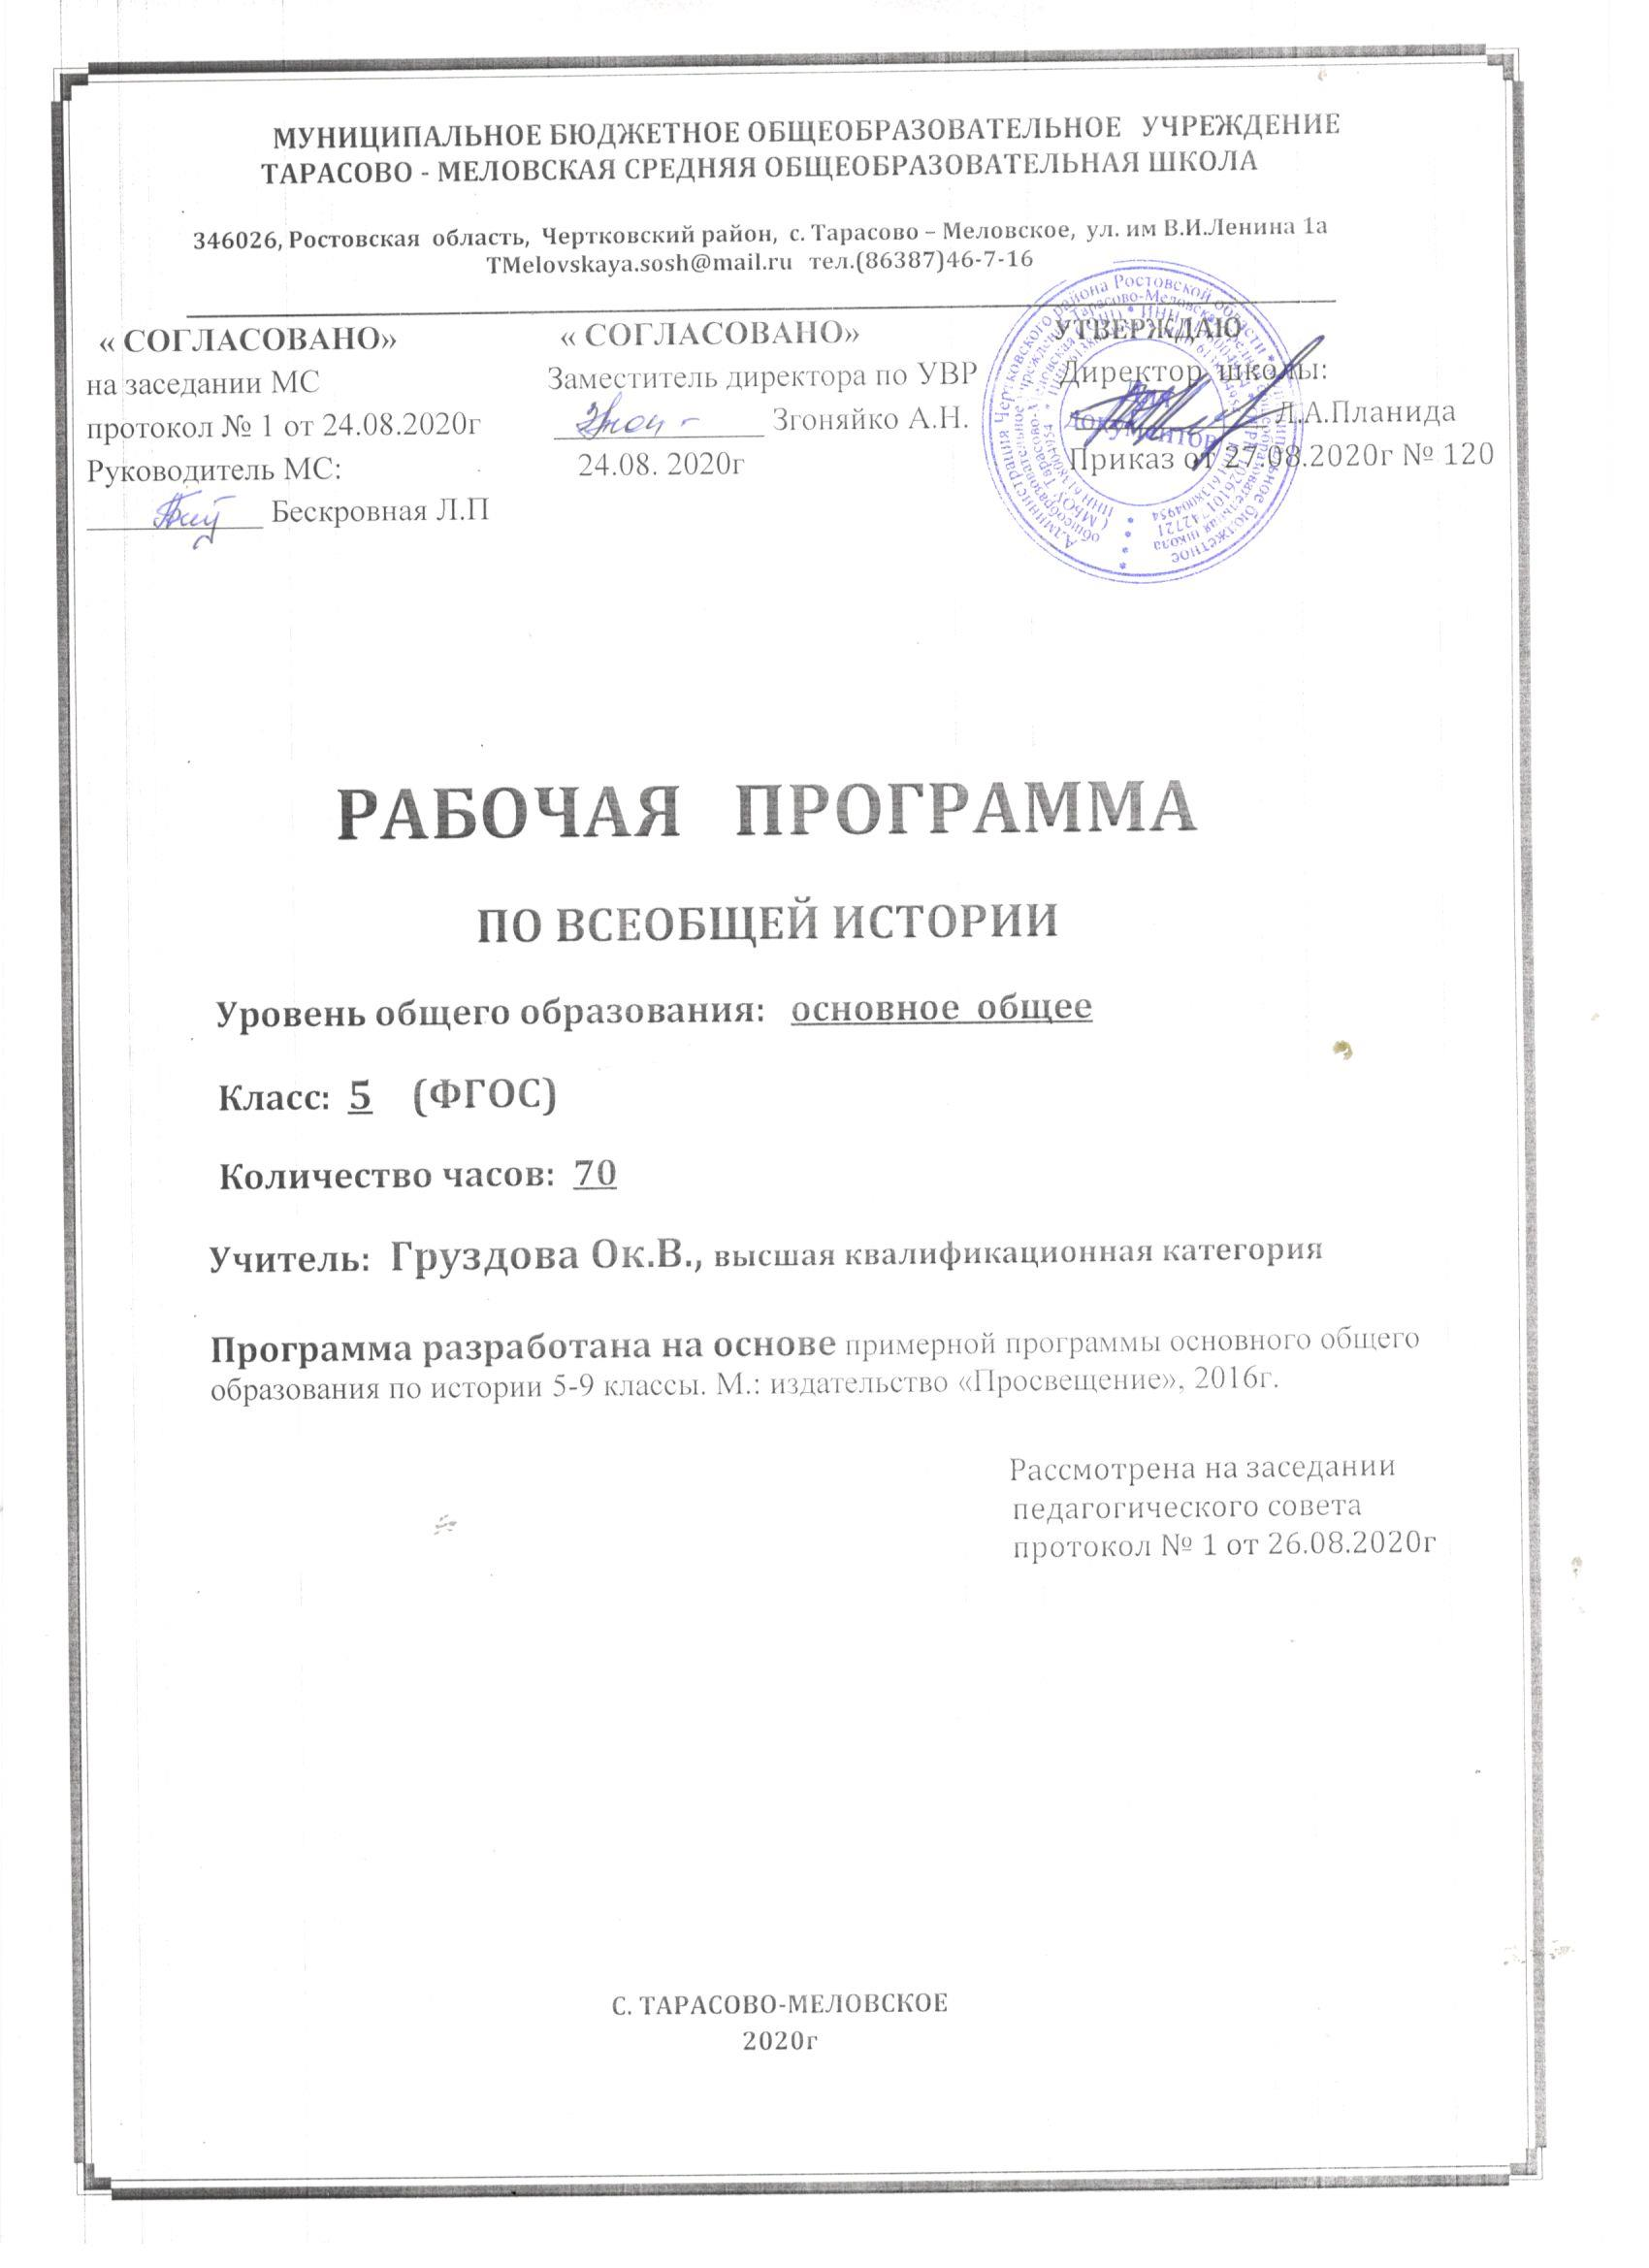 МУНИЦИПАЛЬНОЕ БЮДЖЕТНОЕ ОБЩЕОБРАЗОВАТЕЛЬНОЕ УЧРЕЖДЕНИЕ
ТАРАСОВО - МЕЛОВСКАЯ СРЕДНЯЯ ОБЩЕОБРАЗОВАТЕЛЬНАЯ ШКОЛА
346026, Ростовская область, Чертковский район, с. Тарасово – Меловское, ул. им В.И.Ленина 1а
TMelovskaya.sosh@mail.ru тел.(86387)46-7-16
« СОГЛАСОВАНО»
на заседании МС
протокол № 1 от 24.08.2020г
Руководитель МС:
Бескровная Л.П
« СОГЛАСОВАНО»
Заместитель директора по УВР
Згоняйко А.Н.
24.08. 2020г
УТВЕРЖДАЮ
Директор школы:
Л.А.Планида
Приказ от 27.08.2020г № 120
Для
документов
РАБОЧАЯ ПРОГРАММА
ПО ВСЕОБЩЕЙ ИСТОРИИ
Уровень общего образования: основное общее
Класс: 5 (ФГОС)
Количество часов: 70
Учитель: Груздова Ок.В., высшая квалификационная категория
Программа разработана на основе примерной программы основного общего
образования по истории 5-9 классы. М.: издательство «Просвещение», 2016г.
Рассмотрена на заседании
педагогического совета
протокол № 1 от 26.08.2020г
С. ТАРАСОВО-МЕЛОВСКОЕ
2020г